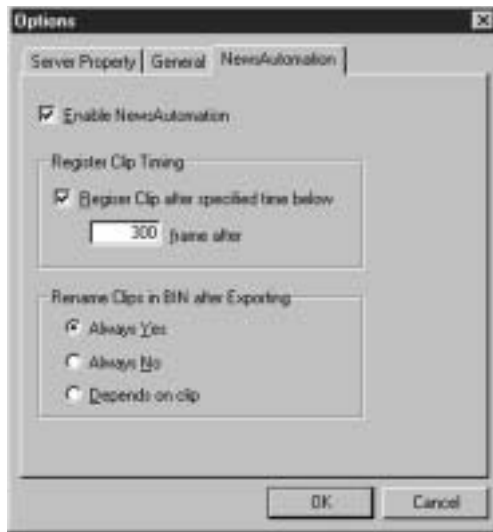 Options
Server Property General NewsAutomation
Enable NewsAutomation
Register Clip Timing
Regiser Clip after specified time below
300 frame after
Rename Clips in BIN after Exporting
Always Yes
Always No
Depends on clip
OK Cancel